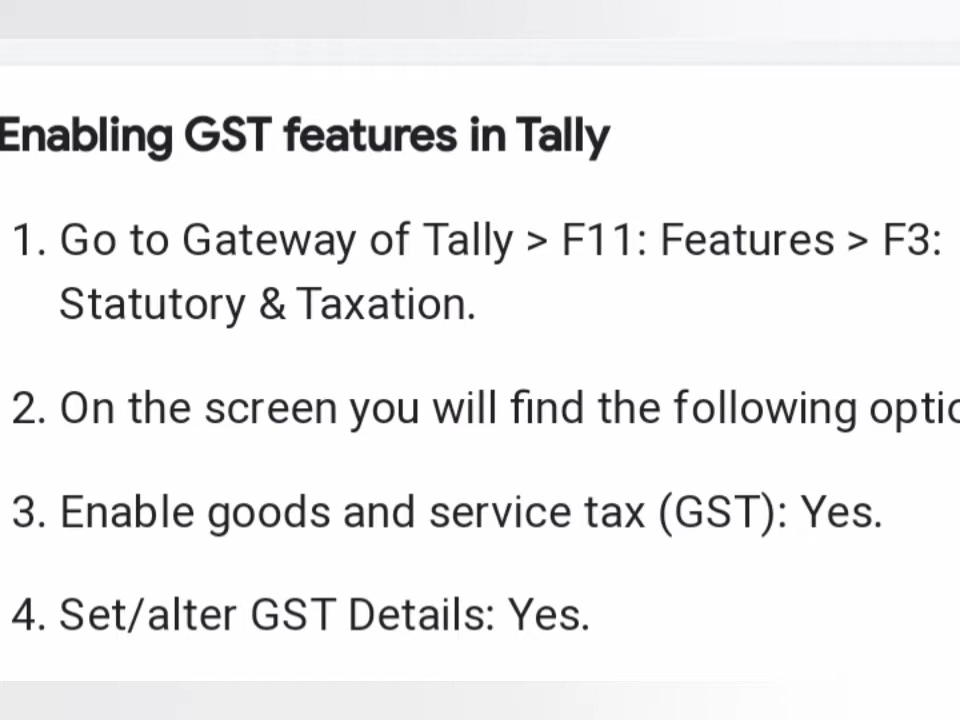 Enabling GST features in Tally
1. Go to Gateway of Tally > F11: Features > F3:
Statutory & Taxation.
2. On the screen you will find the following optio
3. Enable goods and service tax (GST): Yes.
4. Set/alter GST Details: Yes.